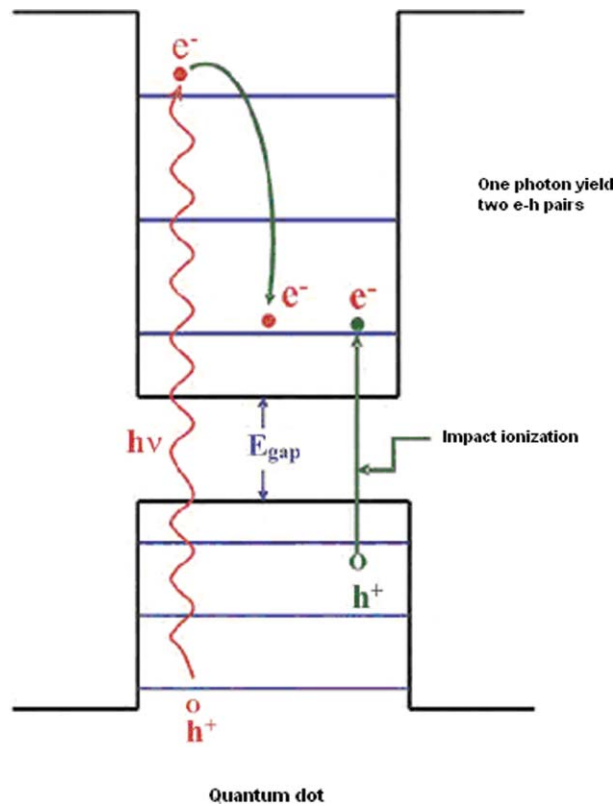 e⁻
One photon yield
two e-h pairs
e⁻ e⁻
hν
E_gap
Impact ionization
h⁺
h⁺
Quantum dot